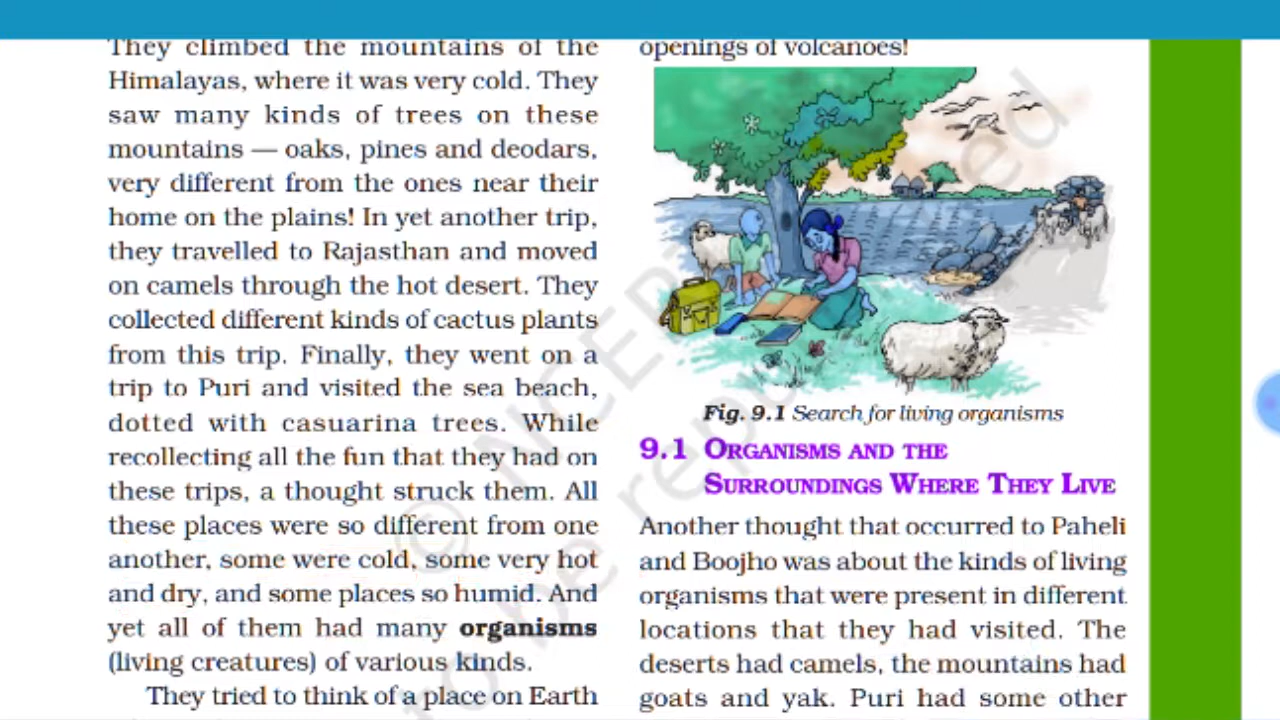 They climbed the mountains of the
Himalayas, where it was very cold. They
saw many kinds of trees on these
mountains — oaks, pines and deodars,
very different from the ones near their
home on the plains! In yet another trip,
they travelled to Rajasthan and moved
on camels through the hot desert. They
collected different kinds of cactus plants
from this trip. Finally, they went on a
trip to Puri and visited the sea beach,
dotted with casuarina trees. While
recollecting all the fun that they had on
these trips, a thought struck them. All
these places were so different from one
another, some were cold, some very hot
and dry, and some places so humid. And
yet all of them had many organisms
(living creatures) of various kinds.
They tried to think of a place on Earth
openings of volcanoes!
Fig. 9.1 Search for living organisms
9.1 ORGANISMS AND THE
SURROUNDINGS WHERE THEY LIVE
Another thought that occurred to Paheli
and Boojho was about the kinds of living
organisms that were present in different
locations that they had visited. The
deserts had camels, the mountains had
goats and yak. Puri had some other
© NCERT
to be republished